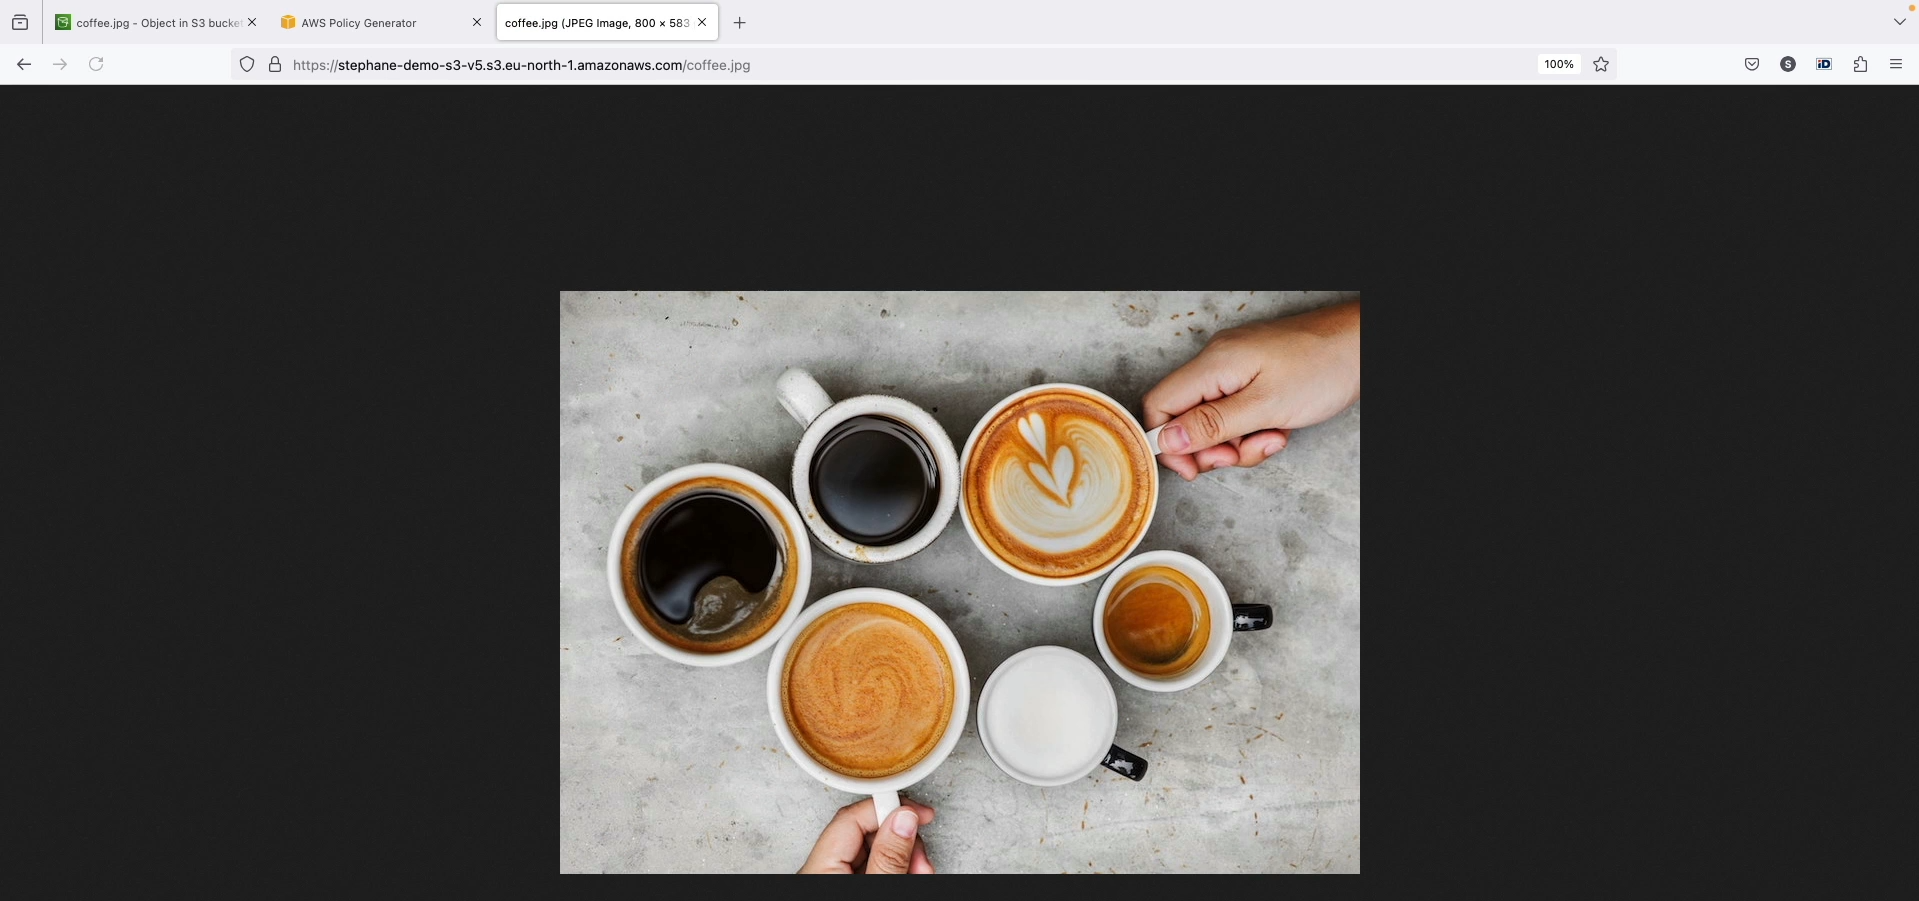 coffee.jpg - Object in S3 bucke
AWS Policy Generator
coffee.jpg (JPEG Image, 800 × 583
https://stephane-demo-s3-v5.s3.eu-north-1.amazonaws.com/coffee.jpg
100%
S
iD